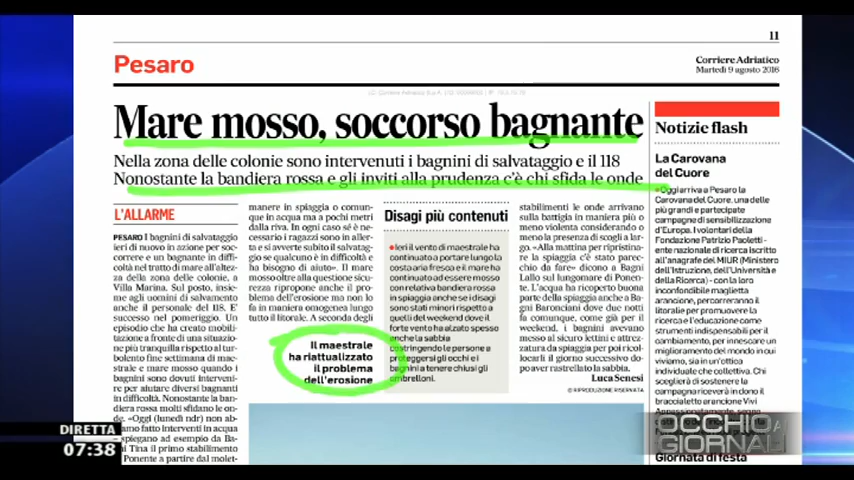 11
Pesaro
Corriere Adriatico
Martedì 9 agosto 2016
Mare mosso, soccorso bagnante
Nella zona delle colonie sono intervenuti i bagnini di salvataggio e il 118
Nonostante la bandiera rossa e gli inviti alla prudenza c'è chi sfida le onde
L'ALLARME
PESARO I bagnini di salvataggio
ieri di nuovo in azione per soc-
correre e un bagnante in diffi-
coltà nel tratto di mare all'altez-
za della zona delle colonie, a
Villa Marina. Sul posto, insie-
me agli uomini di salvamento
anche il personale del 118. E'
successo nel pomeriggio. Un
episodio che ha creato mobili-
tazione a fronte di una situazio-
ne più tranquilla rispetto al tur-
bolento fine settimana di mae-
strale e mare mosso quando i
bagnini sono dovuti interveni-
re per aiutare diversi bagnanti
in difficoltà. Nonostante la ban-
diera rossa molti sfidano le on-
de. «Oggi (lunedì ndr) non ab-
mo fatto interventi in acqua
spiegano ad esempio da Ba-
ni Tina il primo stabilimento
Ponente a partire dal molet-
manere in spiaggia o comun-
que in acqua ma a pochi metri
dalla riva. In ogni caso sé è ne-
cessario i ragazzi sono in aller-
ta e si avverte subito il salvatag-
gio se qualcuno è in difficoltà e
ha bisogno di aiuto». Il mare
mosso oltre alla questione sicu-
rezza ripropone anche il pro-
blema dell'erosione ma non lo
fa in maniera omogenea lungo
tutto il litorale. A seconda degli
Il maestrale
ha riattualizzato
il problema
dell'erosione
Disagi più contenuti
Ieri il vento di maestrale ha
continuato a portare lungo la
costa aria fresca e il mare ha
continuato ad essere mosso
con relativa bandiera rossa
in spiaggia anche se i disagi
sono stati minori rispetto a
quelli del weekend dove il
forte vento ha alzato spesso
anche la sabbia
costringendo le persone a
proteggersi gli occhi e i
bagnini a tenere chiusi gli
ombrelloni.
stabilimenti le onde arrivano
sulla battigia in maniera più o
meno violenta considerando o
meno la presenza di scogli a lar-
go. «Alla mattina per ripristina-
re la spiaggia c'è stato parec-
chio da fare» dicono a Bagni
Lallo sul lungomare di Ponen-
te. L'acqua ha ricoperto buona
parte della spiaggia anche a Ba-
gni Baronciani dove due notti
fa comunque, come già per il
weekend, i bagnini avevano
messo al sicuro lettini e attrez-
zatura da spiaggia per poi ricol-
locarli il giorno successivo do-
po aver rastrellato la sabbia.
Luca Senesi
© RIPRODUZIONE RISERVATA
Notizie flash
La Carovana
del Cuore
Oggi arriva a Pesaro la
Carovana del Cuore, una delle
più grandi e partecipate
campagne di sensibilizzazione
d'Europa. I volontari della
Fondazione Patrizio Paoletti -
ente nazionale di ricerca iscritto
all'anagrafe del MIUR (Ministero
dell'Istruzione, dell'Università e
della Ricerca) - con la loro
inconfondibile maglietta
arancione, percorreranno il
litorale per promuovere la
ricerca e l'educazione come
strumenti indispensabili per il
cambiamento, per innescare un
miglioramento del mondo in cui
viviamo, sia in un'ottica
individuale che collettiva. Chi
sceglierà di sostenere la
campagna riceverà in dono il
braccialetto arancione Vivi
Appassionatamente, segno
Giornata di festa
OCCHIO AI
GIORNALI
DIRETTA
07:38